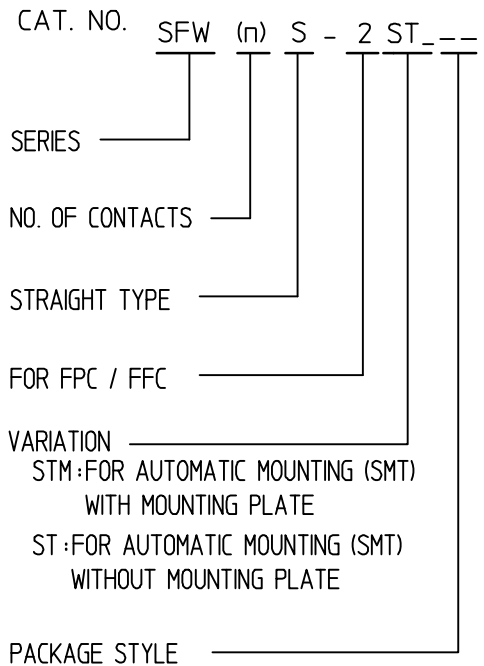 CAT. NO. SFW (n) S - 2 ST_ _ _
SERIES
NO. OF CONTACTS
STRAIGHT TYPE
FOR FPC / FFC
VARIATION
STM:FOR AUTOMATIC MOUNTING (SMT)
WITH MOUNTING PLATE
ST:FOR AUTOMATIC MOUNTING (SMT)
WITHOUT MOUNTING PLATE
PACKAGE STYLE